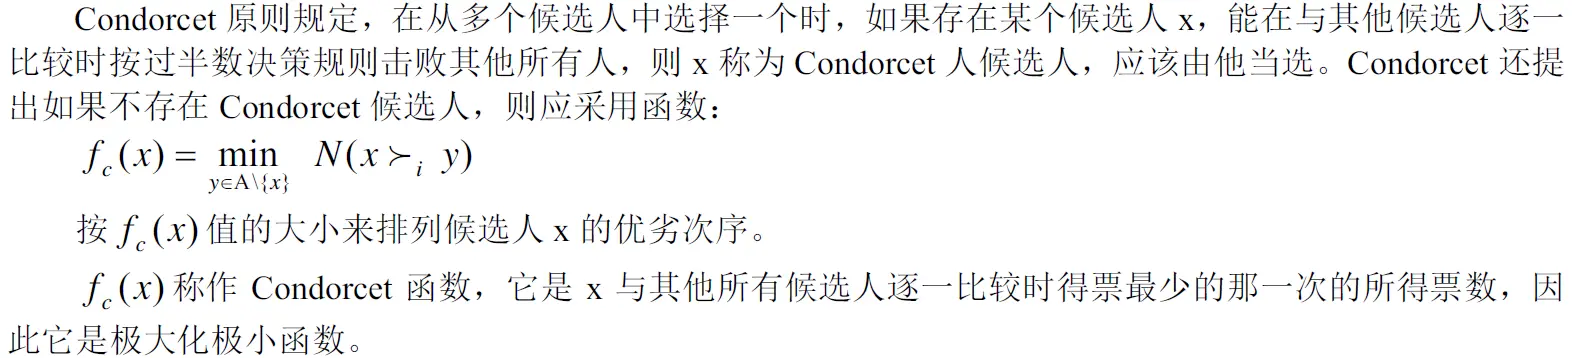 Condorcet 原则规定，在从多个候选人中选择一个时，如果存在某个候选人 x，能在与其他候选人逐一
比较时按过半数决策规则击败其他所有人，则 x 称为 Condorcet 人候选人，应该由他当选。Condorcet 还提
出如果不存在 Condorcet 候选人，则应采用函数：
f_c(x) = min_{y∈A\{x}} N(x ≻_i y)
按 f_c(x) 值的大小来排列候选人 x 的优劣次序。
f_c(x) 称作 Condorcet 函数，它是 x 与其他所有候选人逐一比较时得票最少的那一次的所得票数，因
此它是极大化极小函数。